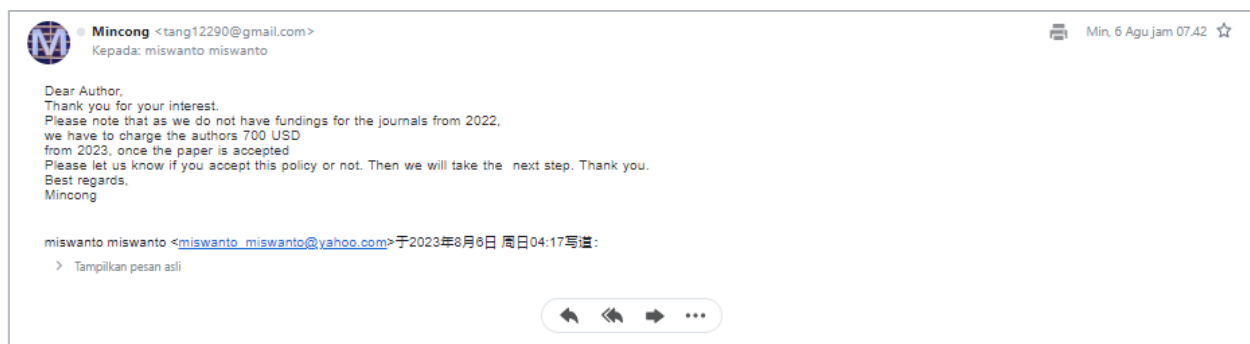 M
Mincong <tang12290@gmail.com>
Min, 6 Agu jam 07.42
Kepada: miswanto miswanto
Dear Author,
Thank you for your interest.
Please note that as we do not have fundings for the journals from 2022,
we have to charge the authors 700 USD
from 2023, once the paper is accepted
Please let us know if you accept this policy or not. Then we will take the  next step. Thank you.
Best regards,
Mincong
miswanto miswanto <miswanto_miswanto@yahoo.com>于2023年8月6日 周日04:17写道：
Tampilkan pesan asli